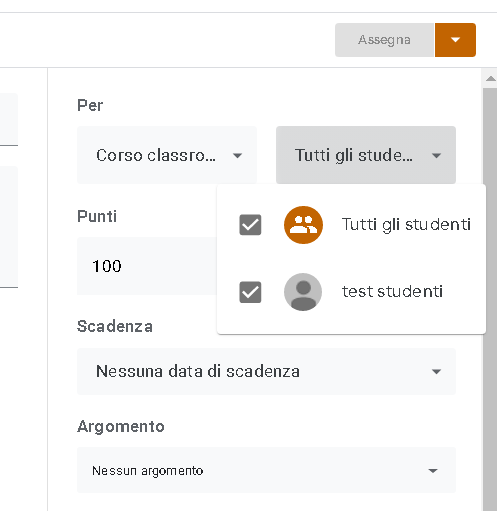 Assegna
Per
Corso classro...
Tutti gli stude...
Tutti gli studenti
test studenti
Punti
100
Scadenza
Nessuna data di scadenza
Argomento
Nessun argomento